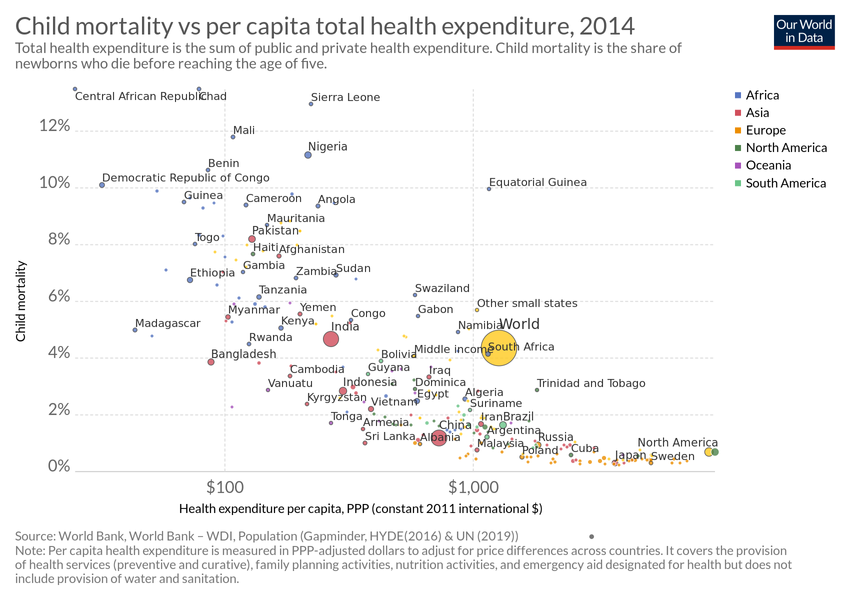 Child mortality vs per capita total health expenditure, 2014
Our World
in Data
Total health expenditure is the sum of public and private health expenditure. Child mortality is the share of
newborns who die before reaching the age of five.
Central African Republic
Chad
Sierra Leone
Africa
Asia
Europe
North America
Oceania
South America
12%
Mali
Nigeria
Benin
Democratic Republic of Congo
10%
Equatorial Guinea
Guinea
Cameroon
Angola
Mauritania
Pakistan
8%
Togo
Haiti
Afghanistan
Gambia
Ethiopia
Zambia
Sudan
Tanzania
Swaziland
6%
Other small states
Myanmar
Yemen
Congo
Gabon
Madagascar
Kenya
India
Namibia
World
Rwanda
4%
Bangladesh
Bolivia
Middle income
South Africa
Cambodia
Guyana
Iraq
Vanuatu
Indonesia
Dominica
Trinidad and Tobago
Kyrgyzstan
Vietnam
Egypt
Algeria
Suriname
2%
Tonga
Armenia
China
Iran
Brazil
Sri Lanka
Albania
Argentina
Malaysia
Russia
Poland
Cuba
Japan
Sweden
North America
0%
$100
$1,000
Child mortality
Health expenditure per capita, PPP (constant 2011 international $)
Source: World Bank, World Bank – WDI, Population (Gapminder, HYDE(2016) & UN (2019))
Note: Per capita health expenditure is measured in PPP-adjusted dollars to adjust for price differences across countries. It covers the provision
of health services (preventive and curative), family planning activities, nutrition activities, and emergency aid designated for health but does not
include provision of water and sanitation.